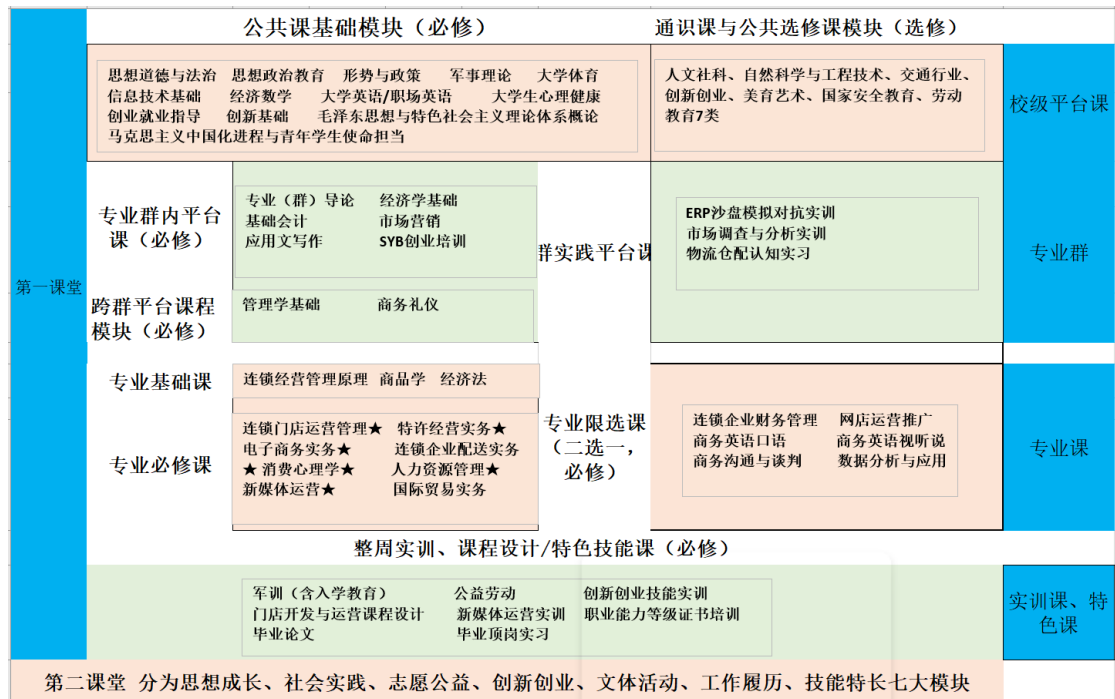 公共课基础模块（必修）
通识课与公共选修课模块（选修）
思想道德与法治 思想政治教育 形势与政策 军事理论 大学体育
信息技术基础 经济数学 大学英语/职场英语 大学生心理健康
创业就业指导 创新基础 毛泽东思想与特色社会主义理论体系概论
马克思主义中国化进程与青年学生使命担当
人文社科、自然科学与工程技术、交通行业、
创新创业、美育艺术、国家安全教育、劳动
教育7类
校级平台课
第一课堂
专业群内平台
课（必修）
专业（群）导论 经济学基础
基础会计 市场营销
应用文写作 SYB创业培训
群实践平台课
ERP沙盘模拟对抗实训
市场调查与分析实训
物流仓配认知实习
专业群
跨群平台课程
模块（必修）
管理学基础 商务礼仪
专业基础课
连锁经营管理原理 商品学 经济法
专业必修课
连锁门店运营管理★ 特许经营实务★
电子商务实务★ 连锁企业配送实务
★ 消费心理学★ 人力资源管理★
新媒体运营★ 国际贸易实务
专业限选课
（二选一，
必修）
连锁企业财务管理 网店运营推广
商务英语口语 商务英语视听说
商务沟通与谈判 数据分析与应用
专业课
整周实训、课程设计/特色技能课（必修）
军训（含入学教育） 公益劳动 创新创业技能实训
门店开发与运营课程设计 新媒体运营实训 职业能力等级证书培训
毕业论文 毕业顶岗实习
实训课、特
色课
第二课堂 分为思想成长、社会实践、志愿公益、创新创业、文体活动、工作履历、技能特长七大模块